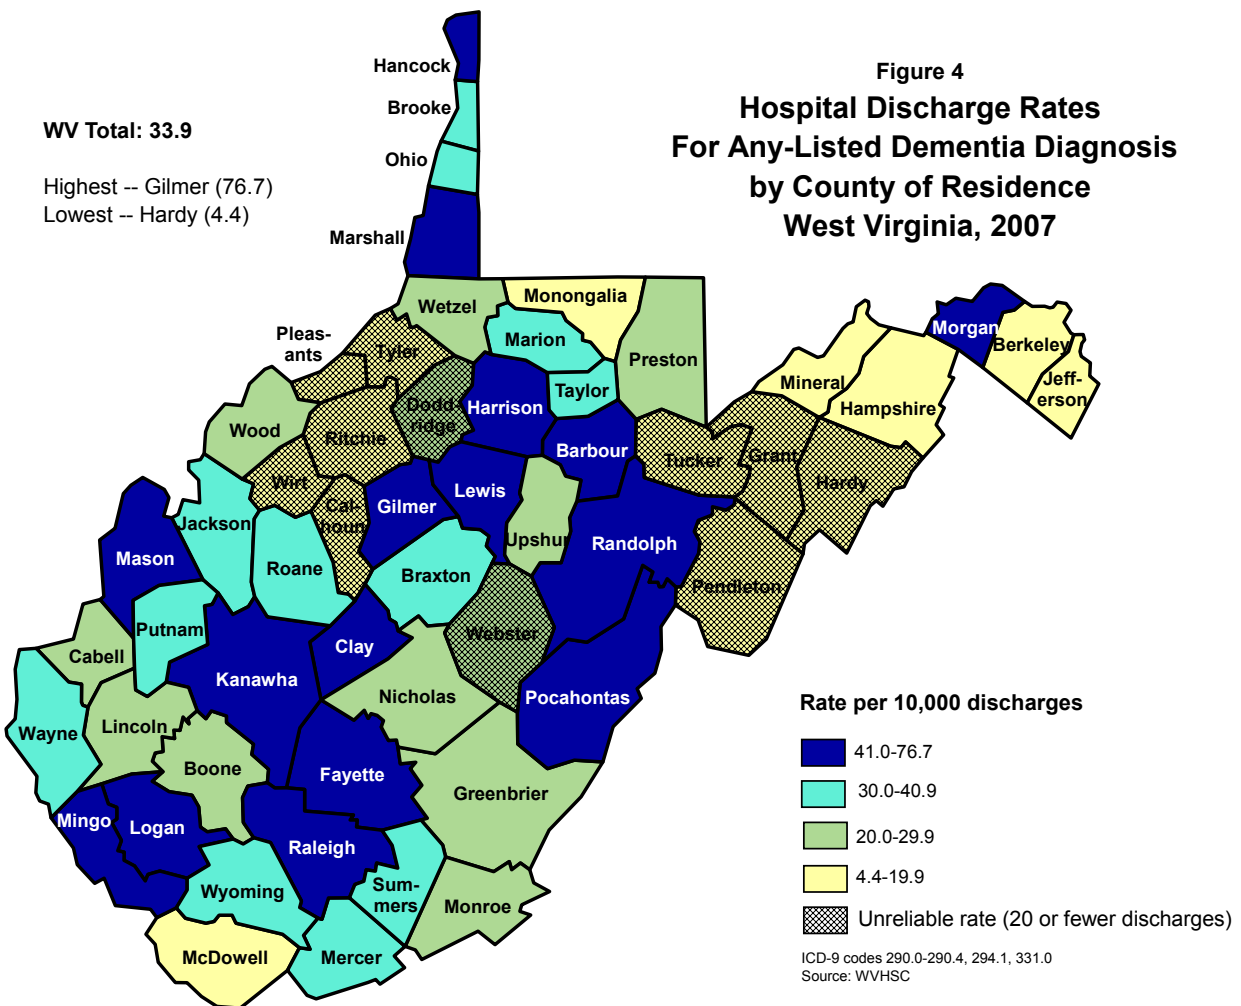 Figure 4
Hospital Discharge Rates
For Any-Listed Dementia Diagnosis
by County of Residence
West Virginia, 2007
WV Total: 33.9
Highest -- Gilmer (76.7)
Lowest -- Hardy (4.4)
Hancock
Brooke
Ohio
Marshall
Wetzel
Monongalia
Marion
Preston
Pleas-
ants
Tyler
Taylor
Dodd-
ridge
Harrison
Morgan
Berkeley
Jeff-
erson
Mineral
Hampshire
Wood
Ritchie
Barbour
Tucker
Grant
Hardy
Wirt
Cal-
houn
Gilmer
Lewis
Upshur
Randolph
Jackson
Mason
Roane
Braxton
Pendleton
Putnam
Clay
Webster
Cabell
Kanawha
Nicholas
Pocahontas
Wayne
Lincoln
Boone
Fayette
Greenbrier
Mingo
Logan
Raleigh
Wyoming
Sum-
mers
Monroe
McDowell
Mercer
Rate per 10,000 discharges
41.0-76.7
30.0-40.9
20.0-29.9
4.4-19.9
Unreliable rate (20 or fewer discharges)
ICD-9 codes 290.0-290.4, 294.1, 331.0
Source: WVHSC